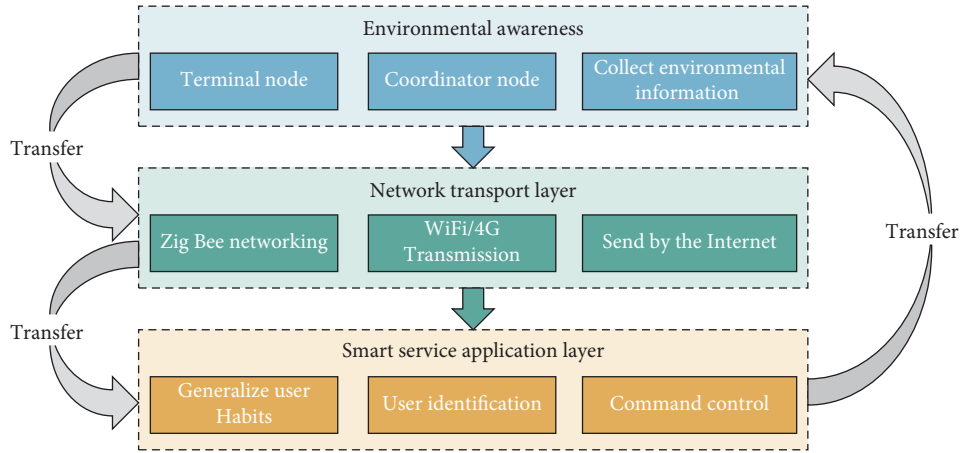 Environmental awareness
Terminal node
Coordinator node
Collect environmental
information
Transfer
Network transport layer
Zig Bee networking
WiFi/4G
Transmission
Send by the Internet
Transfer
Transfer
Smart service application layer
Generalize user
Habits
User identification
Command control